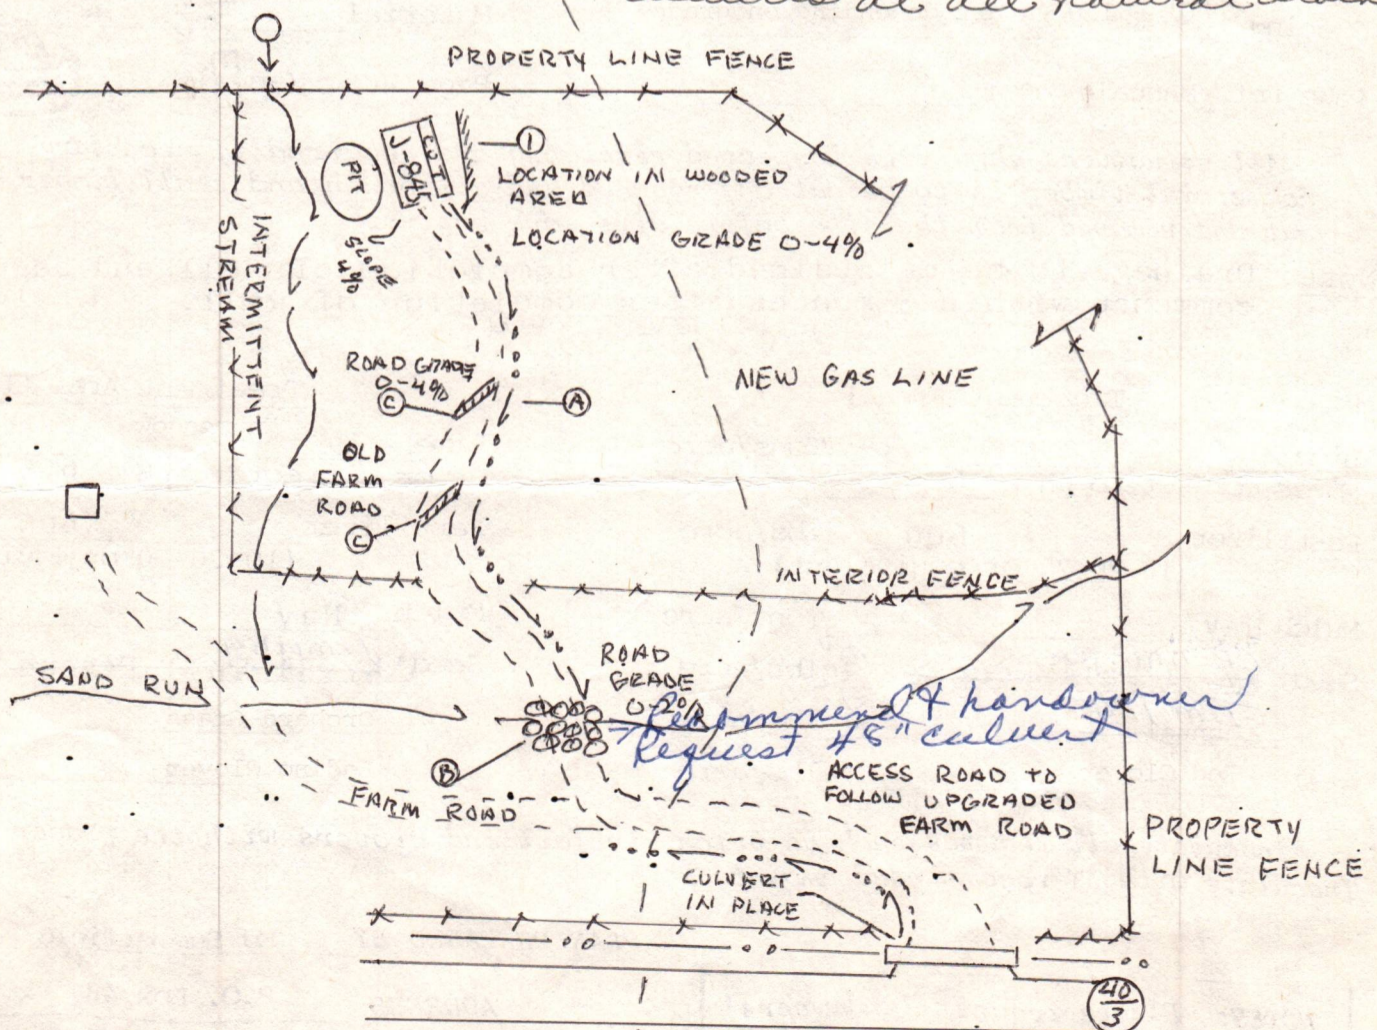 at all natural
PROPERTY LINE FENCE
①
CUT
J-845
PIT
LOCATION IN WOODED
AREA
LOCATION GRADE 0-4%
SLOPE
4%
INTERMITTENT
STREAM
ROAD GRADE
0-4%
Ⓒ
Ⓐ
NEW GAS LINE
OLD
FARM
ROAD
Ⓒ
INTERIOR FENCE
SAND RUN
ROAD
GRADE
0-2%
Recommend & Landowner
Request 48" culvert
Ⓑ
FARM ROAD
ACCESS ROAD TO
FOLLOW UPGRADED
FARM ROAD
PROPERTY
LINE FENCE
CULVERT
IN PLACE
40
3